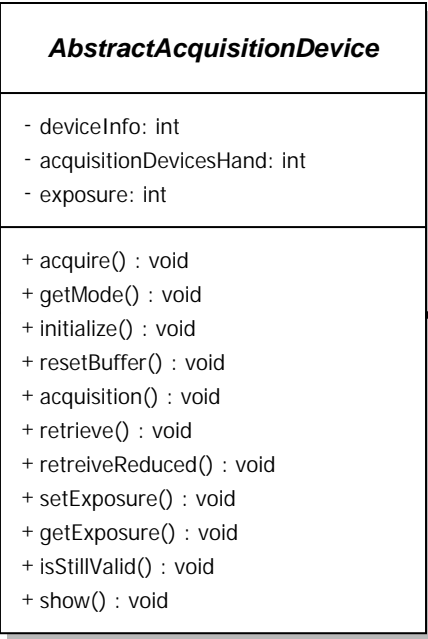 AbstractAcquisitionDevice
- deviceInfo: int
- acquisitionDevicesHand: int
- exposure: int
+ acquire() : void
+ getMode() : void
+ initialize() : void
+ resetBuffer() : void
+ acquisition() : void
+ retrieve() : void
+ retreiveReduced() : void
+ setExposure() : void
+ getExposure() : void
+ isStillValid() : void
+ show() : void